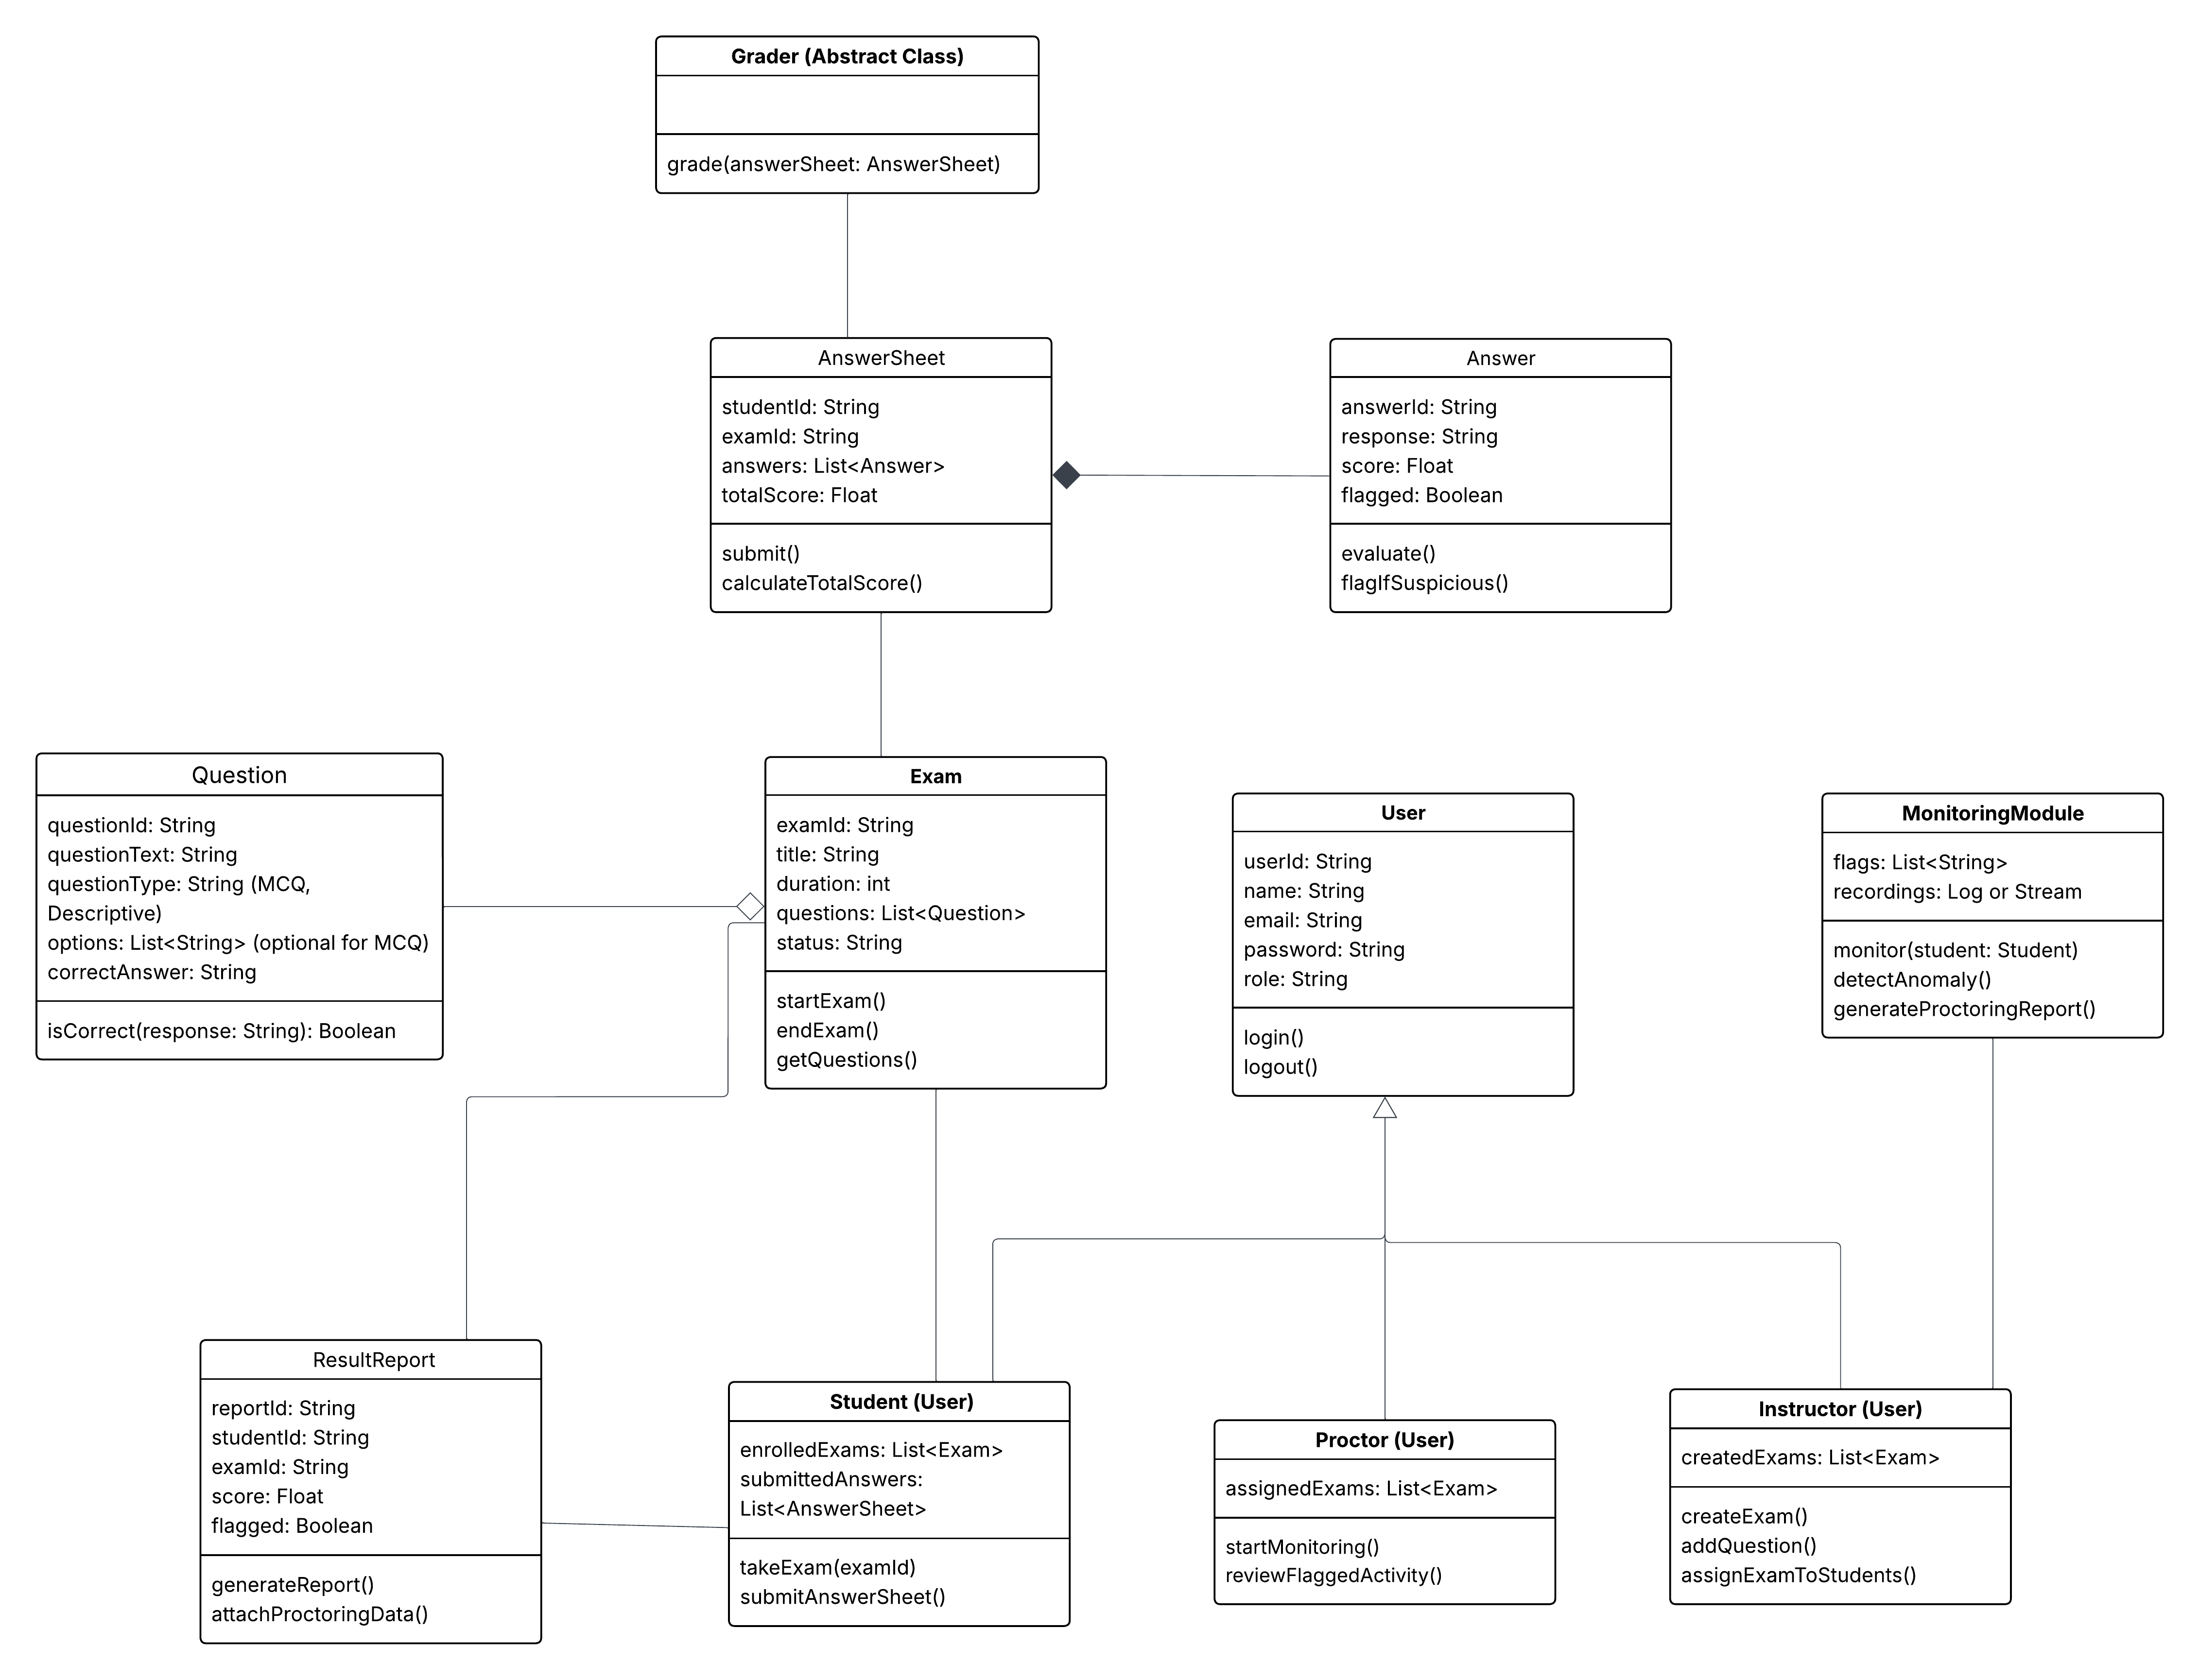 Grader (Abstract Class)
grade(answerSheet: AnswerSheet)
AnswerSheet
studentId: String
examId: String
answers: List<Answer>
totalScore: Float
submit()
calculateTotalScore()
Answer
answerId: String
response: String
score: Float
flagged: Boolean
evaluate()
flagIfSuspicious()
Question
questionId: String
questionText: String
questionType: String (MCQ,
Descriptive)
options: List<String> (optional for MCQ)
correctAnswer: String
isCorrect(response: String): Boolean
Exam
examId: String
title: String
duration: int
questions: List<Question>
status: String
startExam()
endExam()
getQuestions()
User
userId: String
name: String
email: String
password: String
role: String
login()
logout()
MonitoringModule
flags: List<String>
recordings: Log or Stream
monitor(student: Student)
detectAnomaly()
generateProctoringReport()
ResultReport
reportId: String
studentId: String
examId: String
score: Float
flagged: Boolean
generateReport()
attachProctoringData()
Student (User)
enrolledExams: List<Exam>
submittedAnswers:
List<AnswerSheet>
takeExam(examId)
submitAnswerSheet()
Proctor (User)
assignedExams: List<Exam>
startMonitoring()
reviewFlaggedActivity()
Instructor (User)
createdExams: List<Exam>
createExam()
addQuestion()
assignExamToStudents()